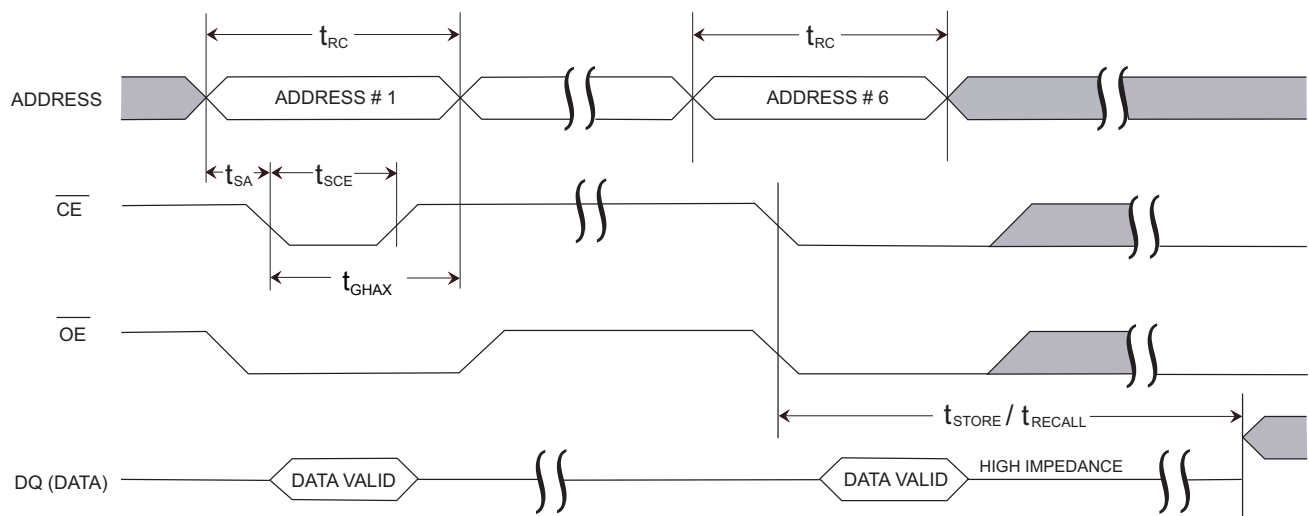 tRC tRC
ADDRESS ADDRESS # 1 ADDRESS # 6
tSA tSCE
CE
tGHAX
OE
tSTORE / tRECALL
DQ (DATA) DATA VALID DATA VALID HIGH IMPEDANCE